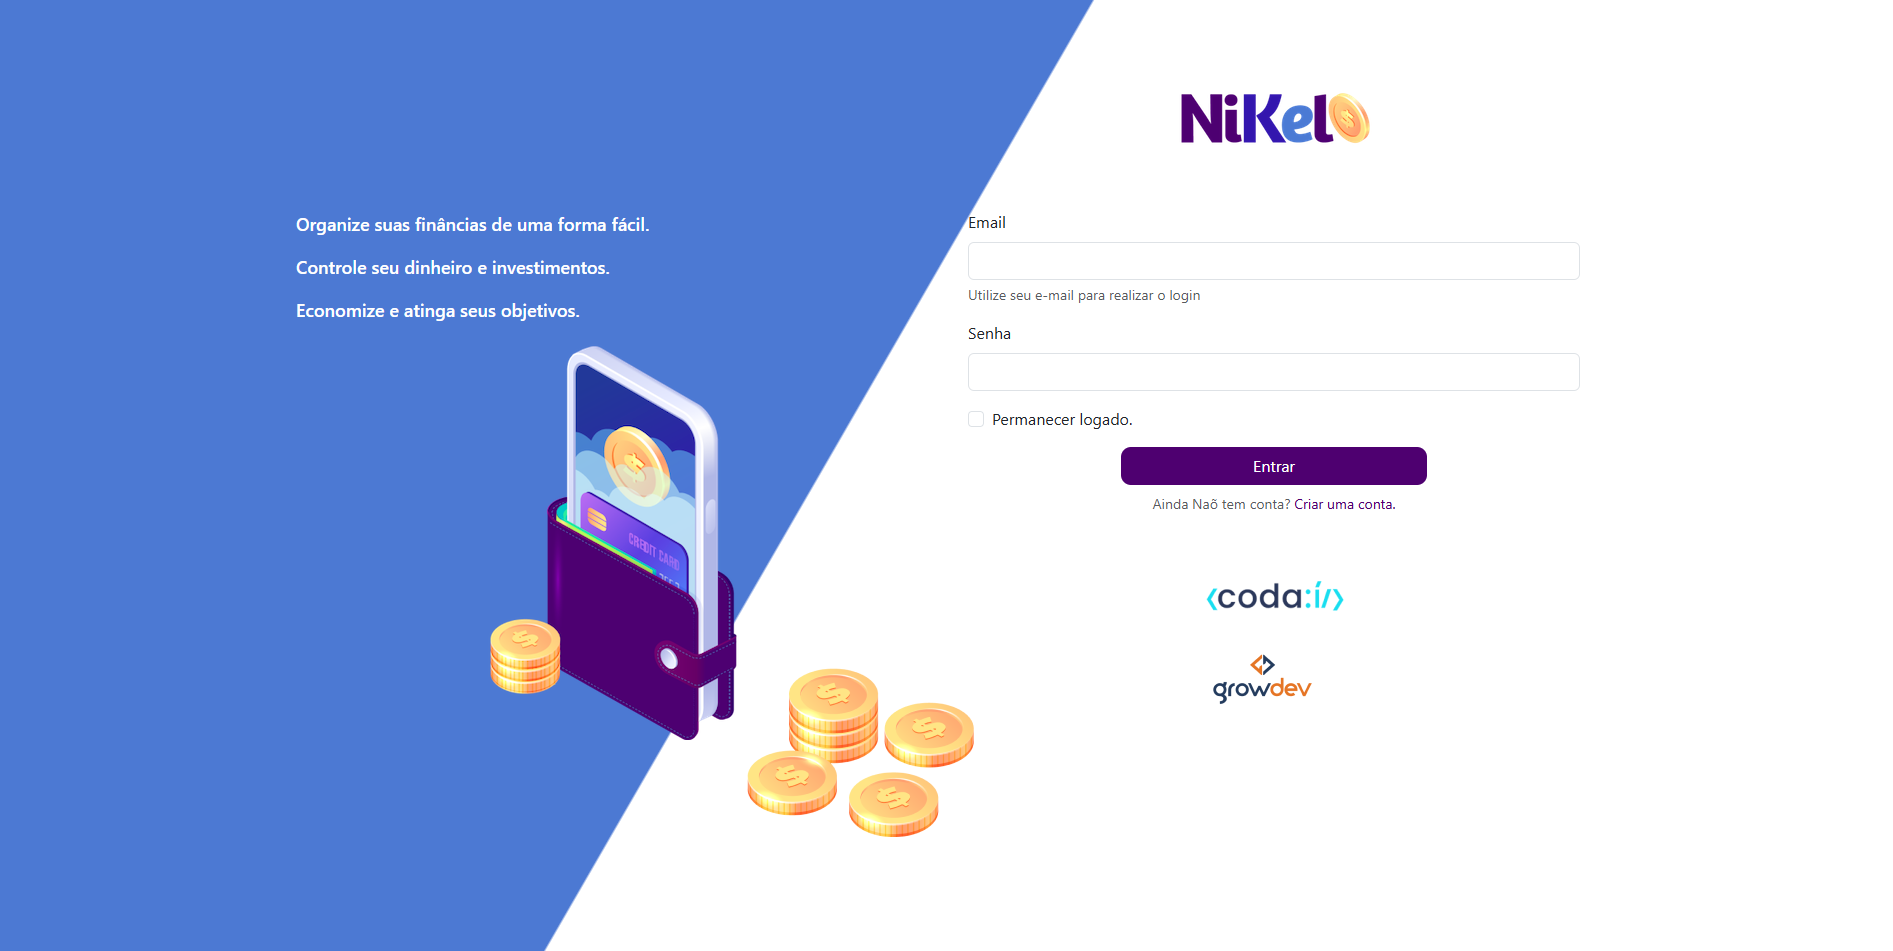 NiKel
Organize suas finâncias de uma forma fácil.
Controle seu dinheiro e investimentos.
Economize e atinga seus objetivos.
CREDIT CARD
Email
Utilize seu e-mail para realizar o login
Senha
Permanecer logado.
Entrar
Ainda Naõ tem conta? Criar uma conta.
<coda:í/>
growdev